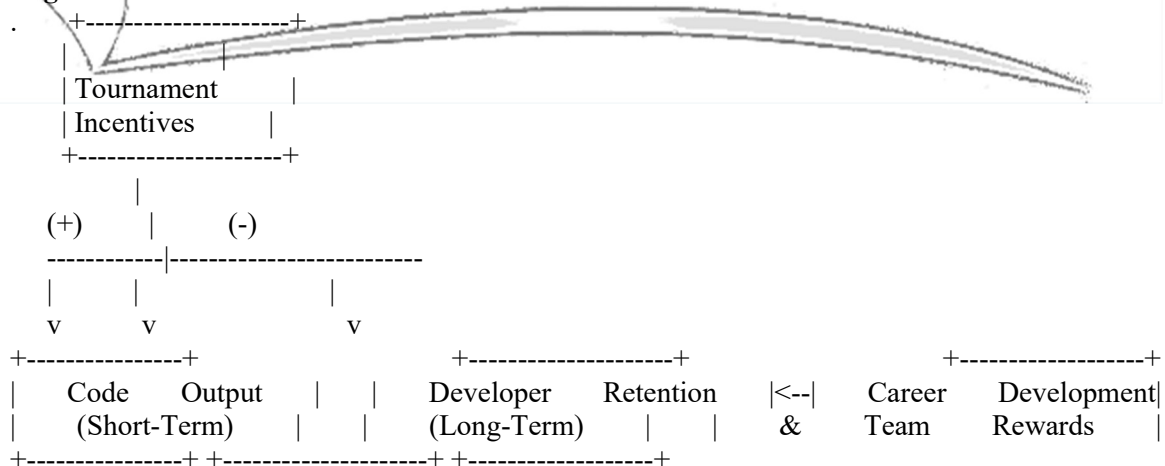 .
+---------------------+
| |
| Tournament |
| Incentives |
+--------------------+
|
(+) | (-)
------------|--------------------------
| | |
v v v
+----------------+ +---------------------+ +-------------------+
| Code Output | | Developer Retention |<--| Career Development|
| (Short-Term) | | (Long-Term) | | & Team Rewards |
+----------------+ +---------------------+ +--------------------+